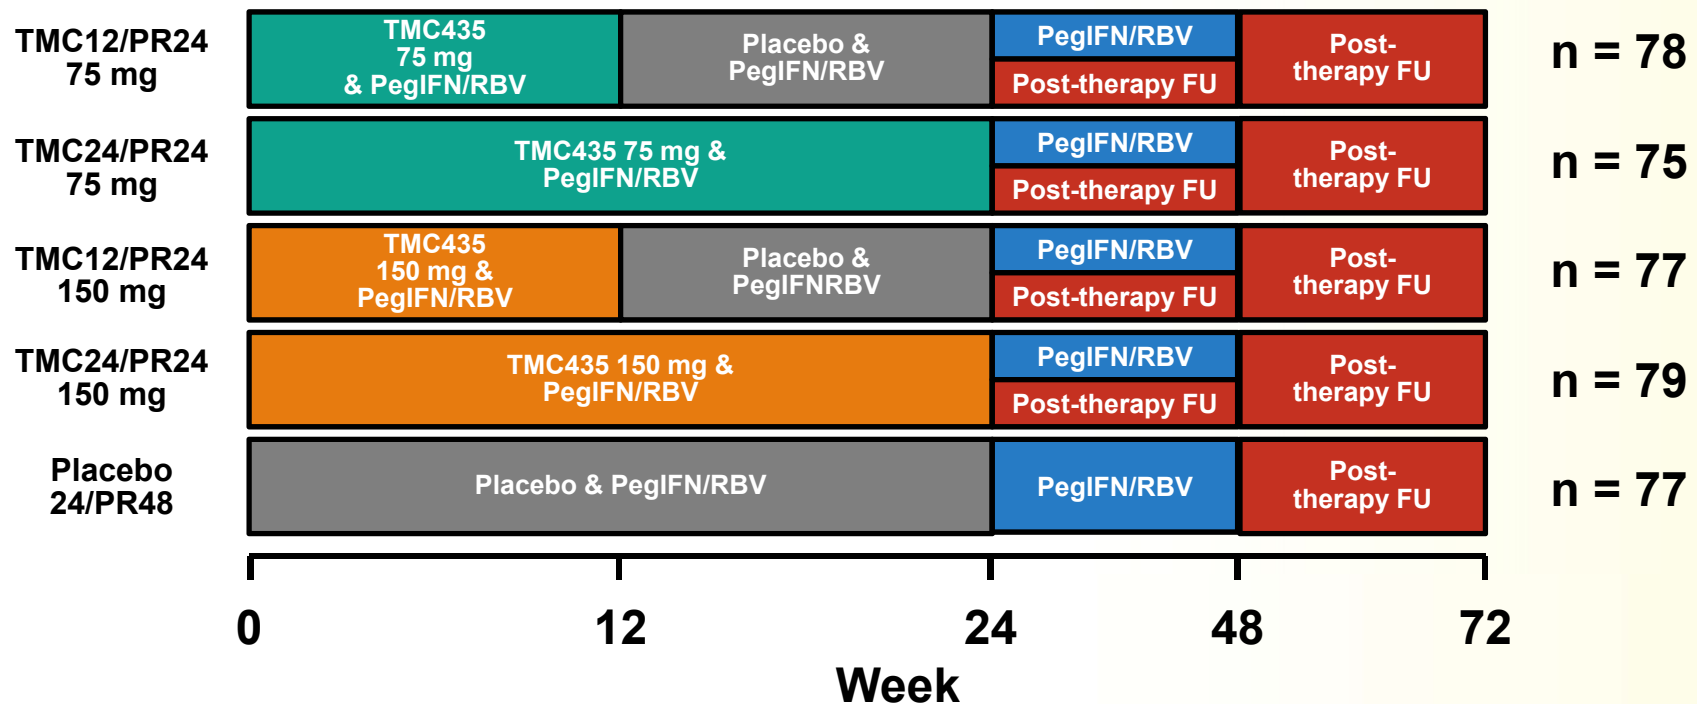 TMC12/PR24
75 mg
TMC435
75 mg
& PegIFN/RBV
Placebo &
PegIFN/RBV
PegIFN/RBV
Post-therapy FU
Post-
therapy FU
n = 78
TMC24/PR24
75 mg
TMC435 75 mg &
PegIFN/RBV
PegIFN/RBV
Post-therapy FU
Post-
therapy FU
n = 75
TMC12/PR24
150 mg
TMC435
150 mg &
PegIFN/RBV
Placebo &
PegIFNRBV
PegIFN/RBV
Post-therapy FU
Post-
therapy FU
n = 77
TMC24/PR24
150 mg
TMC435 150 mg &
PegIFN/RBV
PegIFN/RBV
Post-therapy FU
Post-
therapy FU
n = 79
Placebo
24/PR48
Placebo & PegIFN/RBV
PegIFN/RBV
Post-
therapy FU
n = 77
0 12 24 48 72
Week